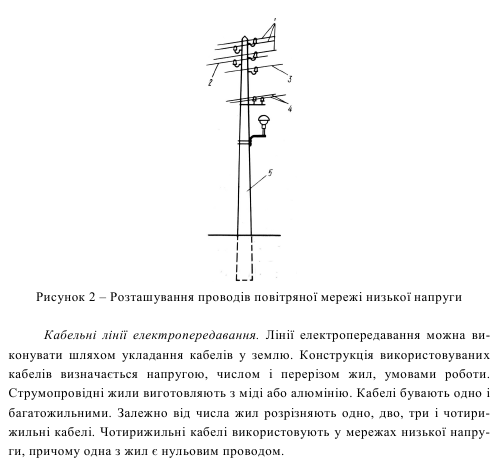 1
2
3
4
5
Рисунок 2 – Розташування проводів повітряної мережі низької напруги
Кабельні лінії електропередавання. Лінії електропередавання можна ви-
конувати шляхом укладання кабелів у землю. Конструкція використовуваних
кабелів визначається напругою, числом і перерізом жил, умовами роботи.
Струмопровідні жили виготовляють з міді або алюмінію. Кабелі бувають одно і
багатожильними. Залежно від числа жил розрізняють одно, дво, три і чотири-
жильні кабелі. Чотирижильні кабелі використовують у мережах низької напру-
ги, причому одна з жил є нульовим проводом.